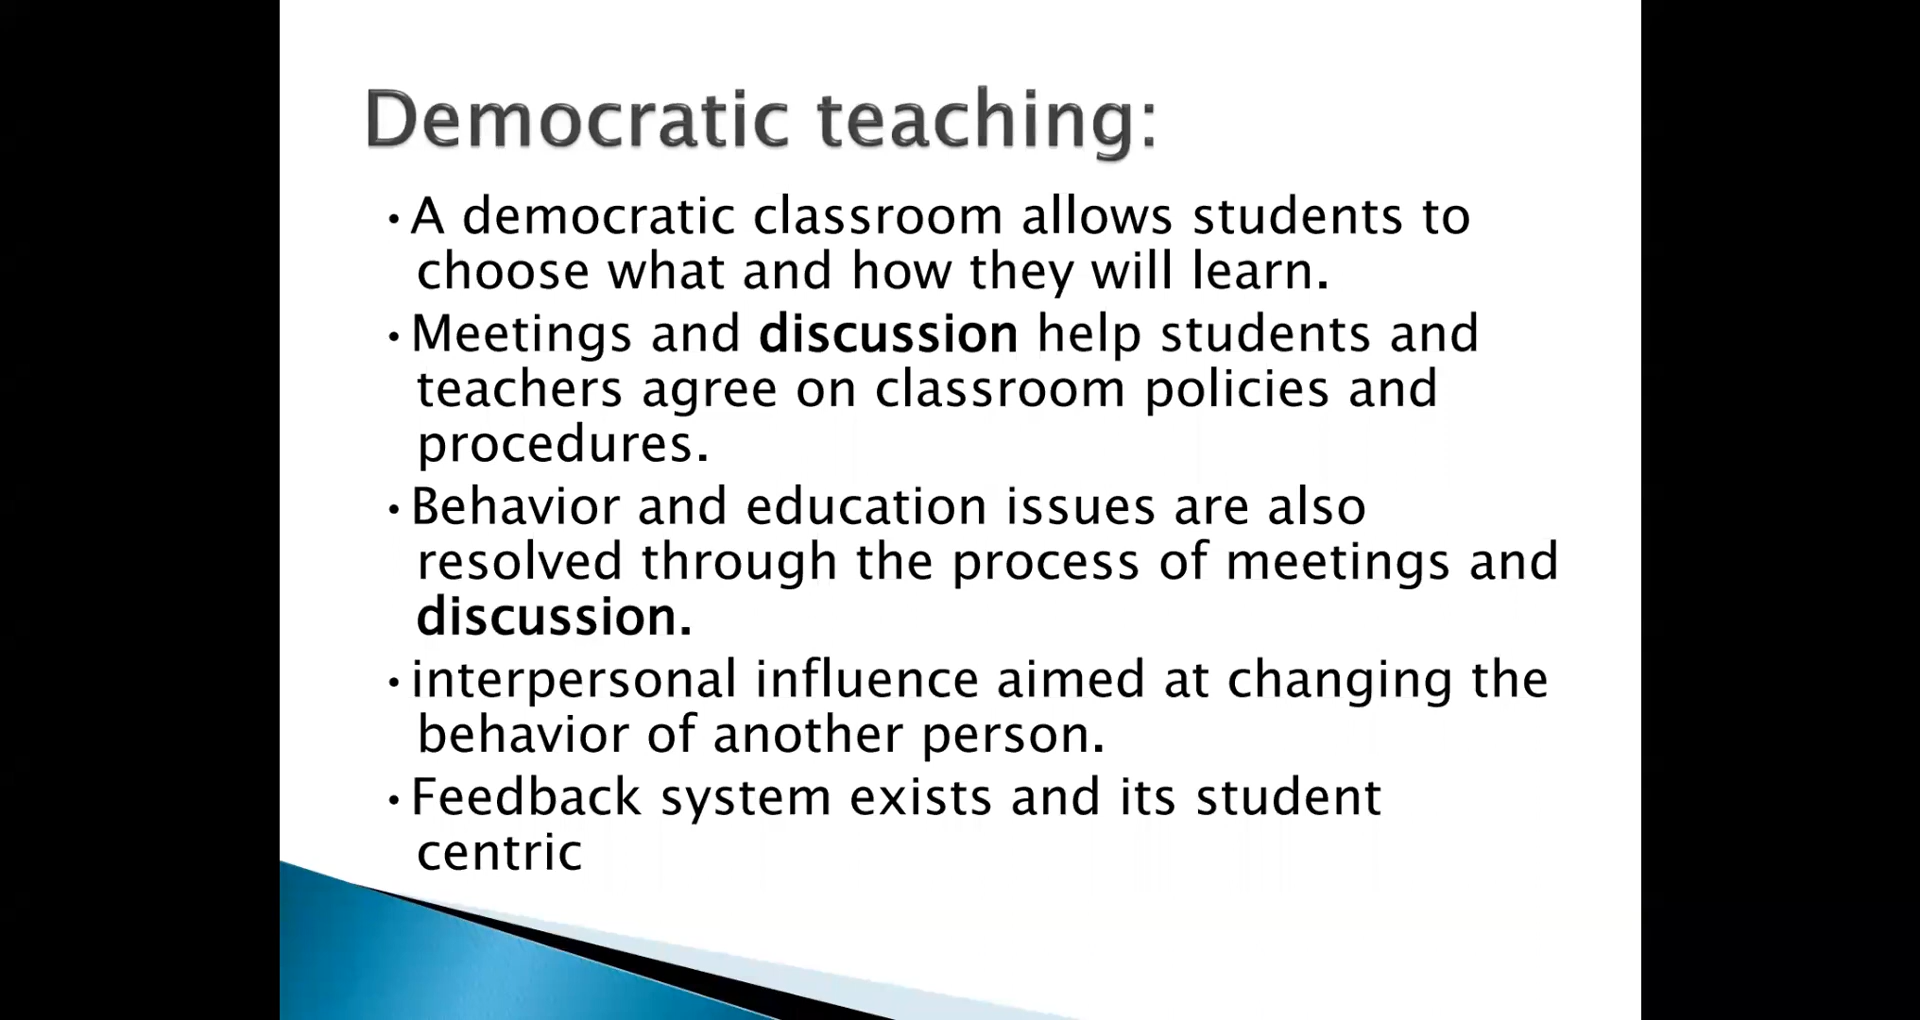 Democratic teaching:
•A democratic classroom allows students to
choose what and how they will learn.
•Meetings and discussion help students and
teachers agree on classroom policies and
procedures.
•Behavior and education issues are also
resolved through the process of meetings and
discussion.
•interpersonal influence aimed at changing the
behavior of another person.
•Feedback system exists and its student
centric